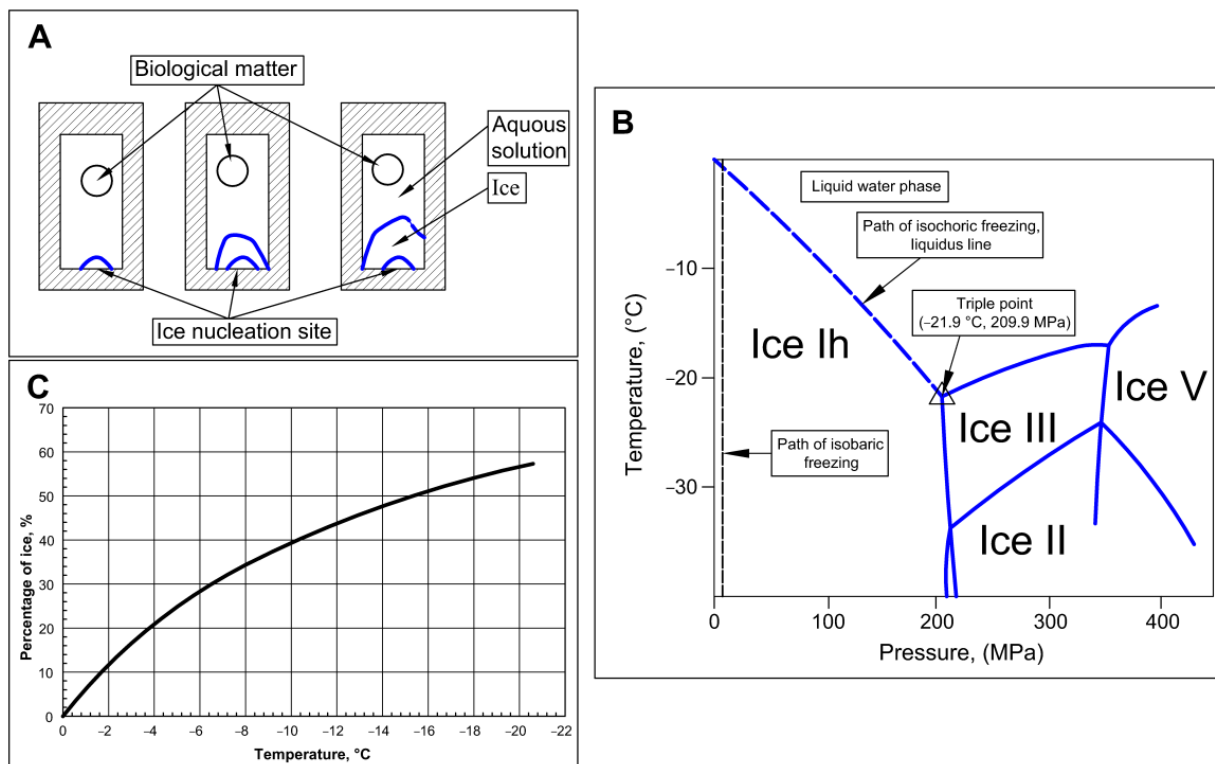 A
Biological matter
Aquous
solution
Ice
Ice nucleation site
B
Liquid water phase
Path of isochoric freezing,
liquidus line
−10
Triple point
(−21.9 °C, 209.9 MPa)
Ice Ih
−20
Ice V
Ice III
Path of isobaric
freezing
−30
Ice II
Temperature, (°C)
0 100 200 300 400
Pressure, (MPa)
C
70
60
50
40
30
20
10
0
Percentage of ice, %
0 −2 −4 −6 −8 −10 −12 −14 −16 −18 −20 −22
Temperature, °C